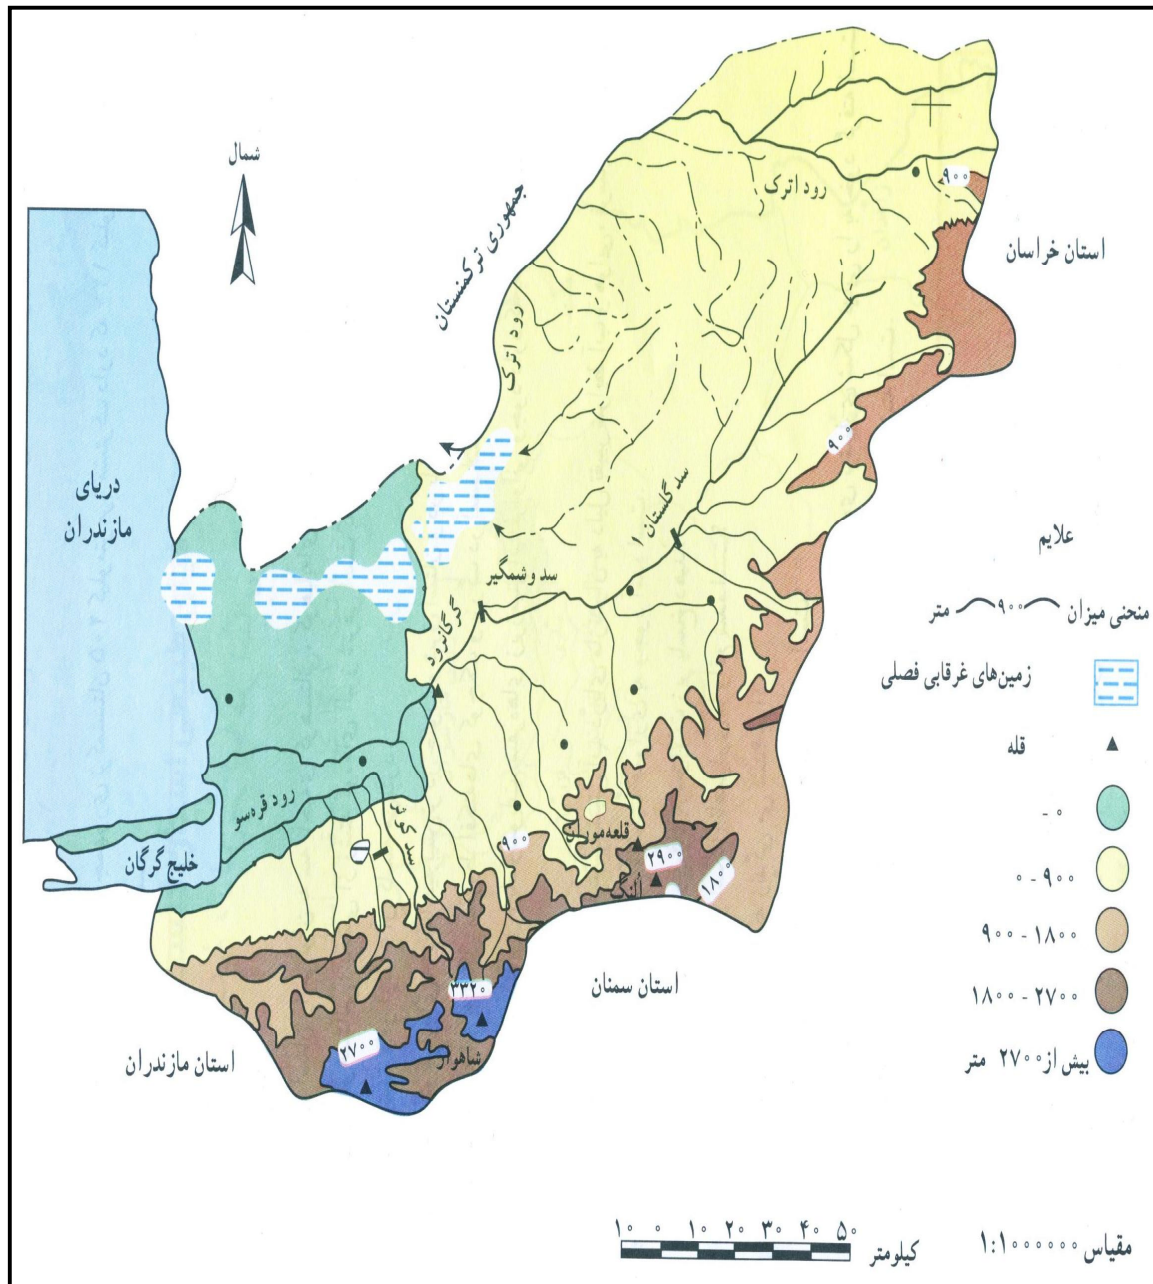 شمال
رود اترک
۹۰۰
استان خراسان
جمهوری ترکمنستان
رود اترک
۹۰۰
دریای
مازندران
سد گلستان ۱
سد وشمگیر
گرگانرود
علایم
منحنی میزان ۹۰۰ متر
زمین‌های غرقابی فصلی
قله
۰ -
۰ - ۹۰۰
۹۰۰ - ۱۸۰۰
۱۸۰۰ - ۲۷۰۰
بیش از ۲۷۰۰ متر
رود قره‌سو
خلیج گرگان
سد کوثر
۹۰۰
قلعه‌موران
۲۹۰۰
۱۸۰۰
النگ
۳۳۲۰
استان سمنان
۲۷۰۰
شاهوار
استان مازندران
۱۰ ۰ ۱۰ ۲۰ ۳۰ ۴۰ ۵۰
کیلومتر
مقیاس ۱:۱۰۰۰۰۰۰